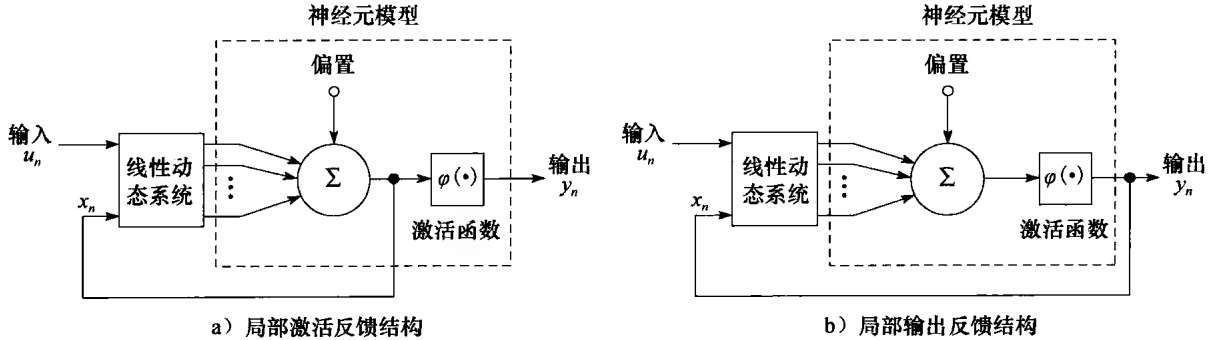 神经元模型
偏置
输入
u_n
线性动
态系统
x_n
Σ
φ(•)
激活函数
输出
y_n
a）局部激活反馈结构
神经元模型
偏置
输入
u_n
线性动
态系统
x_n
Σ
φ(•)
激活函数
输出
y_n
b）局部输出反馈结构